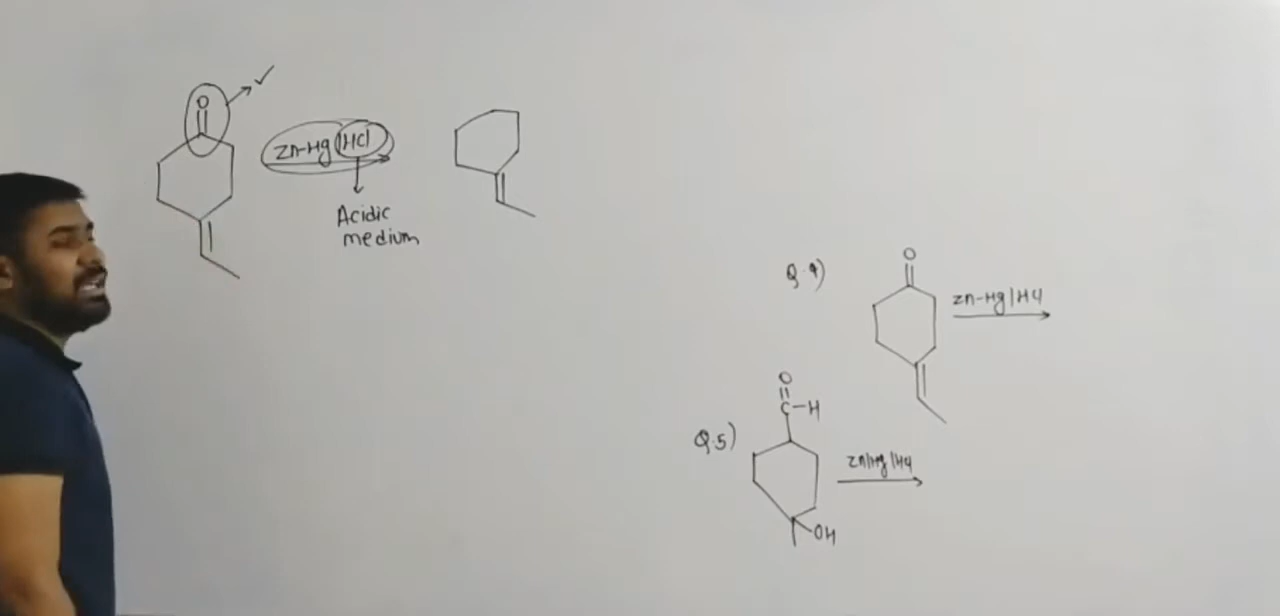 O
Zn-Hg/HCl
Acidic
medium
Q.4)
O
Zn-Hg/HCl
O
C-H
Q.5)
Zn/Hg/HCl
OH